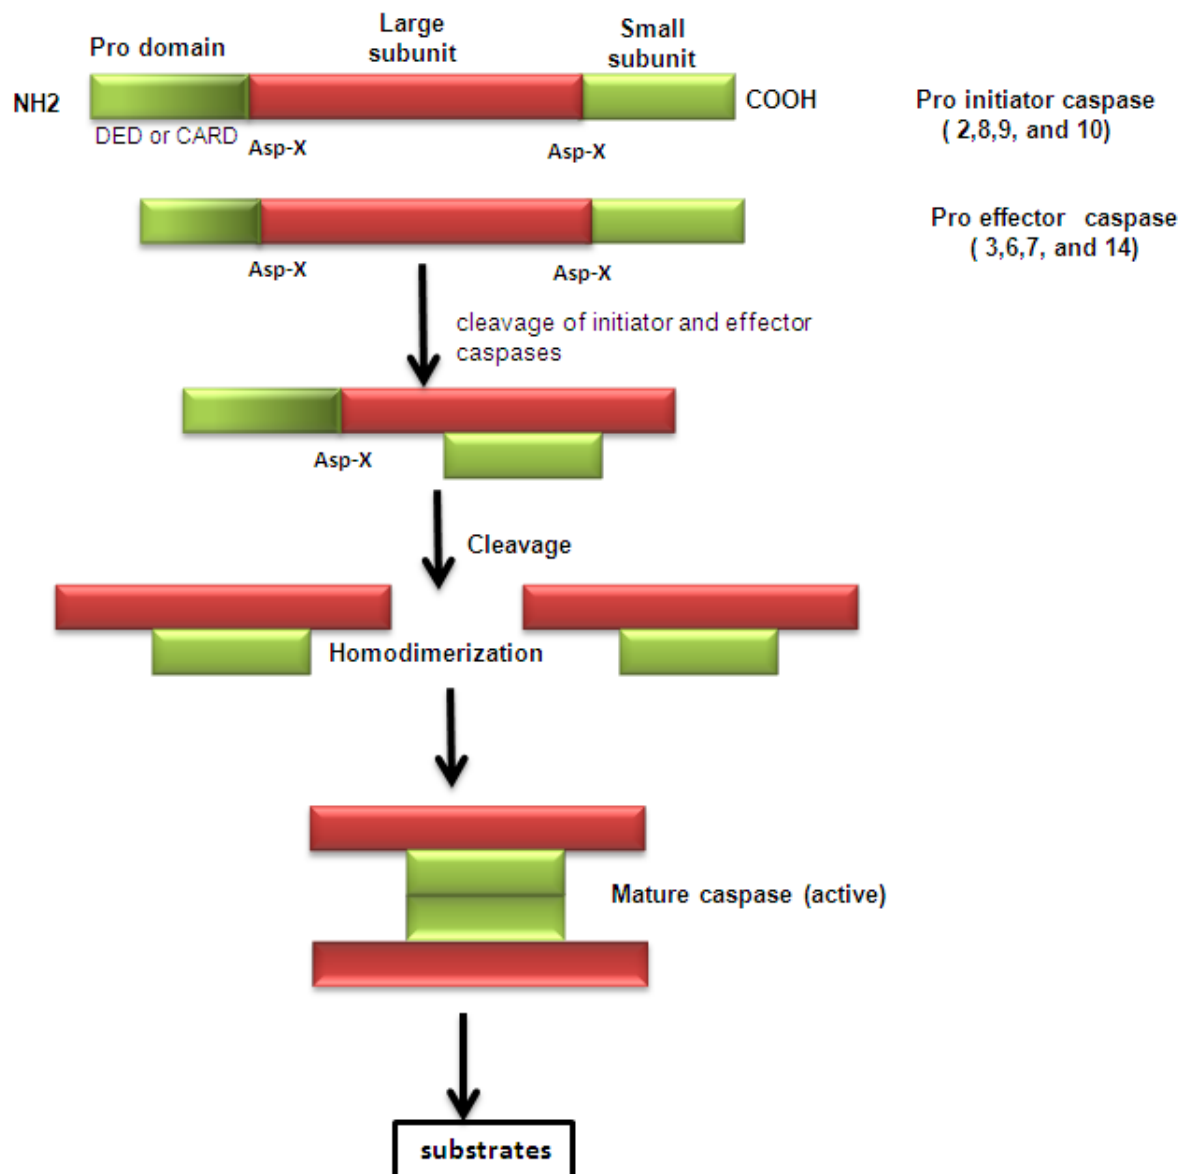 Pro domain
Large
subunit
Small
subunit
NH2
COOH
Pro initiator caspase
( 2,8,9, and 10)
DED or CARD
Asp-X
Asp-X
Pro effector caspase
( 3,6,7, and 14)
Asp-X
Asp-X
cleavage of initiator and effector
caspases
Asp-X
Cleavage
Homodimerization
Mature caspase (active)
substrates